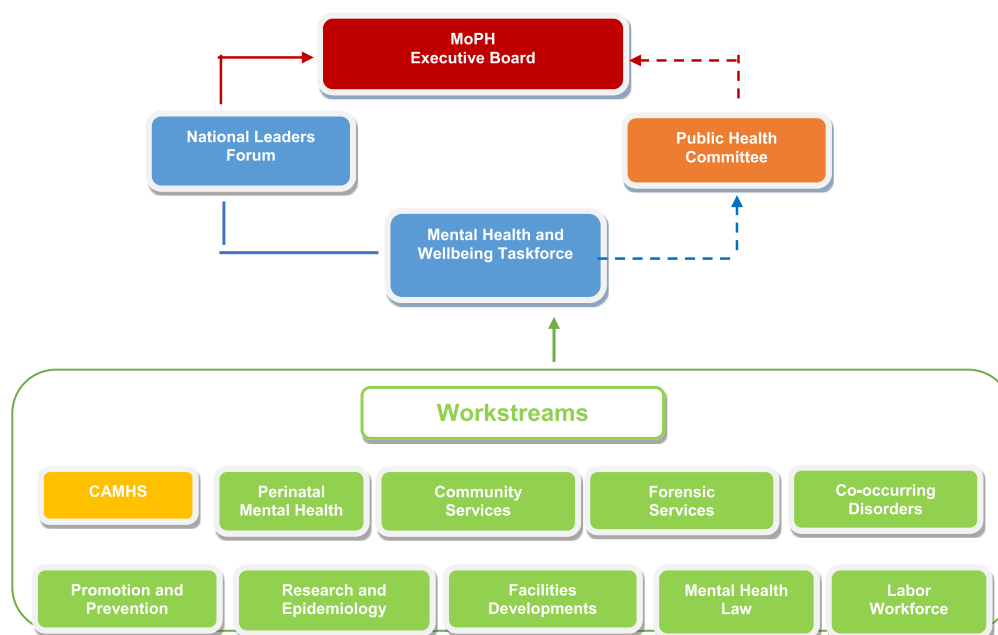 MoPH
Executive Board
National Leaders
Forum
Public Health
Committee
Mental Health and
Wellbeing Taskforce
Workstreams
CAMHS
Perinatal
Mental Health
Community
Services
Forensic
Services
Co-occurring
Disorders
Promotion and
Prevention
Research and
Epidemiology
Facilities
Developments
Mental Health
Law
Labor
Workforce